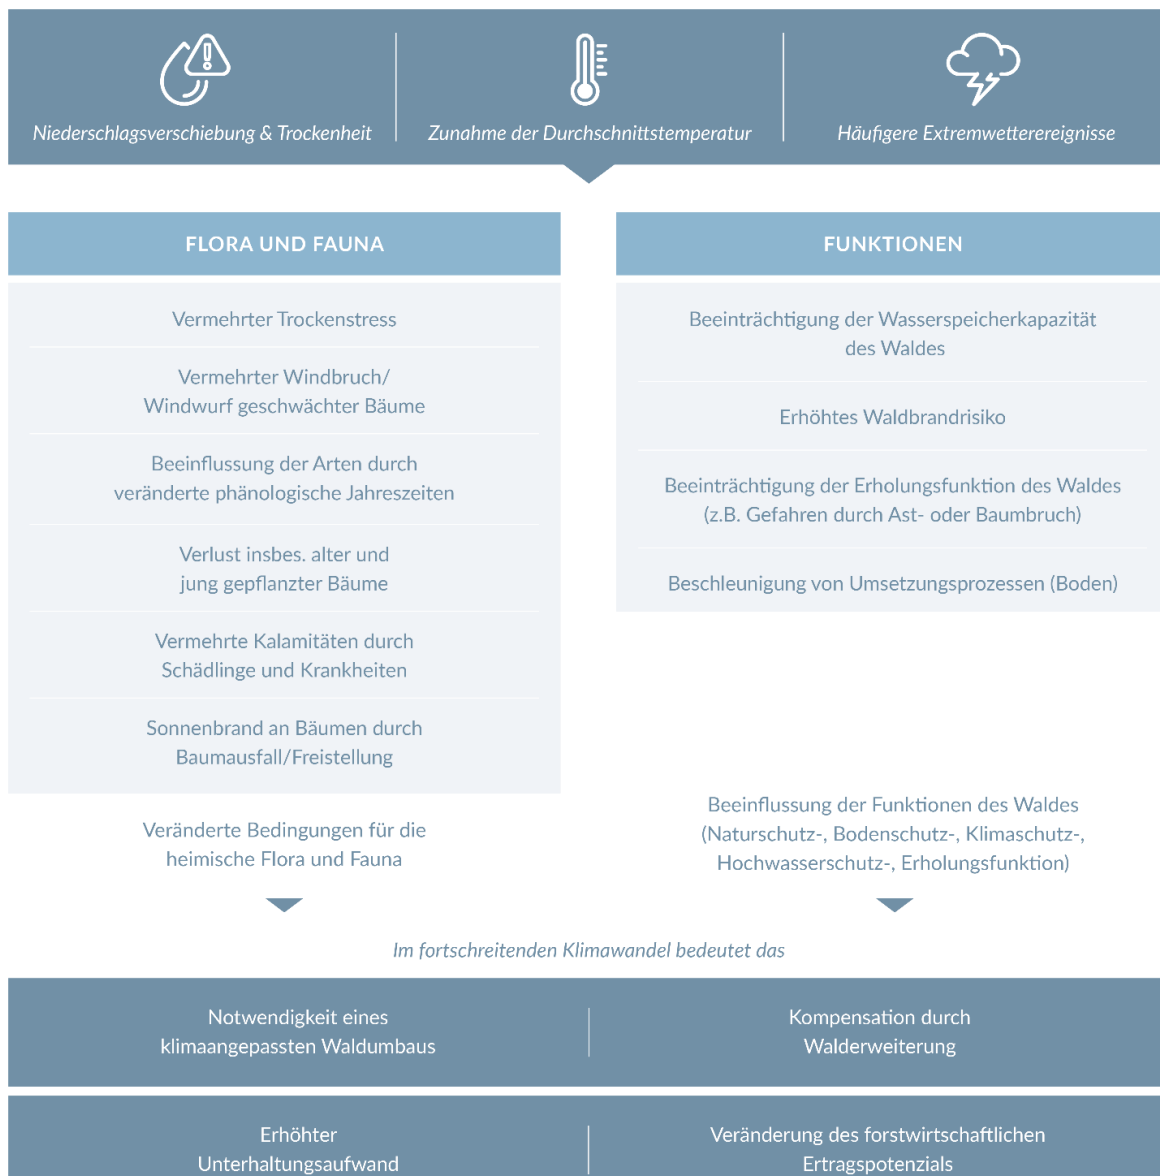 Niederschlagsverschiebung & Trockenheit
Zunahme der Durchschnittstemperatur
Häufigere Extremwetterereignisse
FLORA UND FAUNA
Vermehrter Trockenstress
Vermehrter Windbruch/
Windwurf geschwächter Bäume
Beeinflussung der Arten durch
veränderte phänologische Jahreszeiten
Verlust insbes. alter und
jung gepflanzter Bäume
Vermehrte Kalamitäten durch
Schädlinge und Krankheiten
Sonnenbrand an Bäumen durch
Baumausfall/Freistellung
Veränderte Bedingungen für die
heimische Flora und Fauna
FUNKTIONEN
Beeinträchtigung der Wasserspeicherkapazität
des Waldes
Erhöhtes Waldbrandrisiko
Beeinträchtigung der Erholungsfunktion des Waldes
(z.B. Gefahren durch Ast- oder Baumbruch)
Beschleunigung von Umsetzungsprozessen (Boden)
Beeinflussung der Funktionen des Waldes
(Naturschutz-, Bodenschutz-, Klimaschutz-,
Hochwasserschutz-, Erholungsfunktion)
Im fortschreitenden Klimawandel bedeutet das
Notwendigkeit eines
klimaangepassten Waldumbaus
Kompensation durch
Walderweiterung
Erhöhter
Unterhaltungsaufwand
Veränderung des forstwirtschaftlichen
Ertragspotenzials